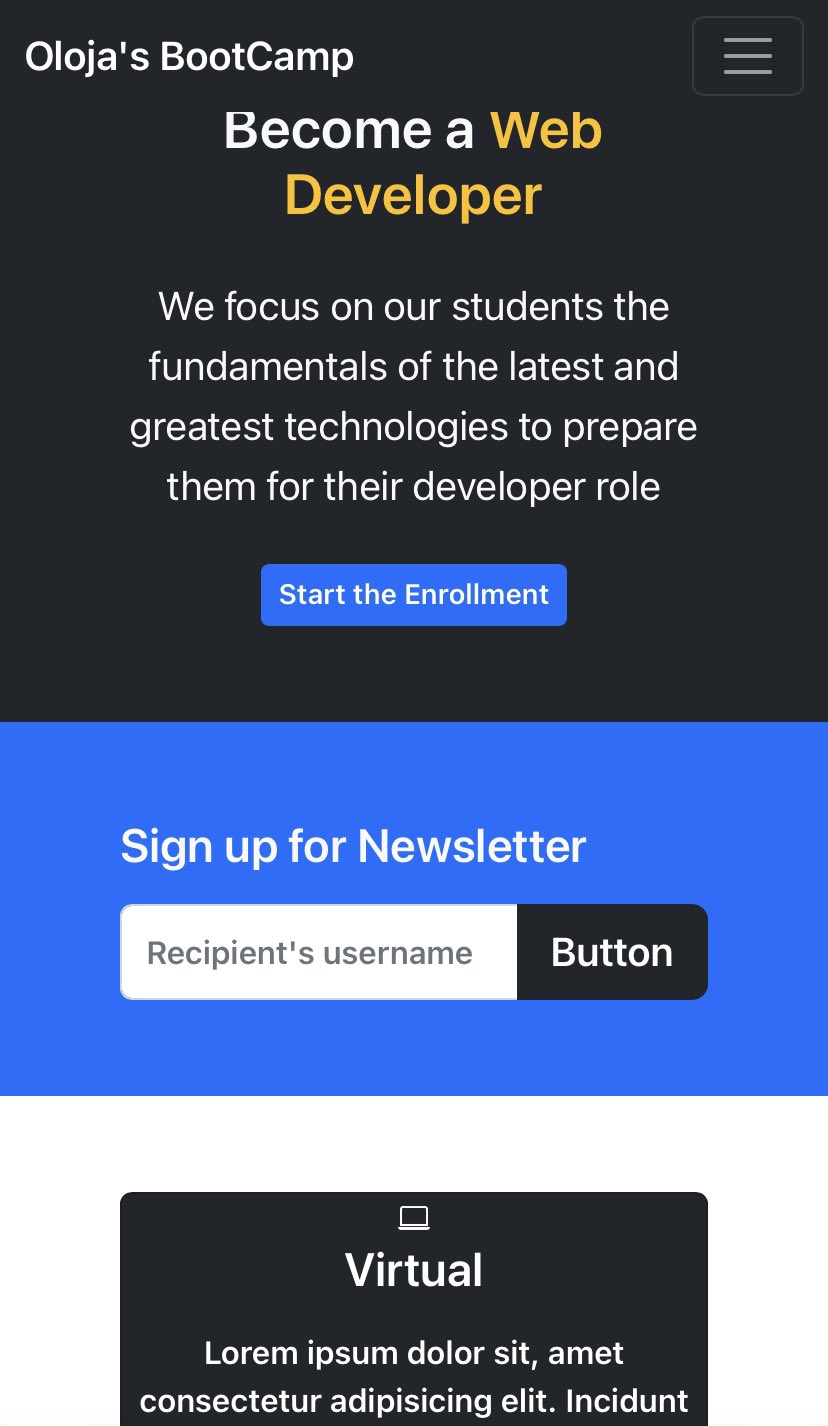 Oloja's BootCamp
Become a Web
Developer
We focus on our students the
fundamentals of the latest and
greatest technologies to prepare
them for their developer role
Start the Enrollment
Sign up for Newsletter
Recipient's username
Button
Virtual
Lorem ipsum dolor sit, amet
consectetur adipisicing elit. Incidunt